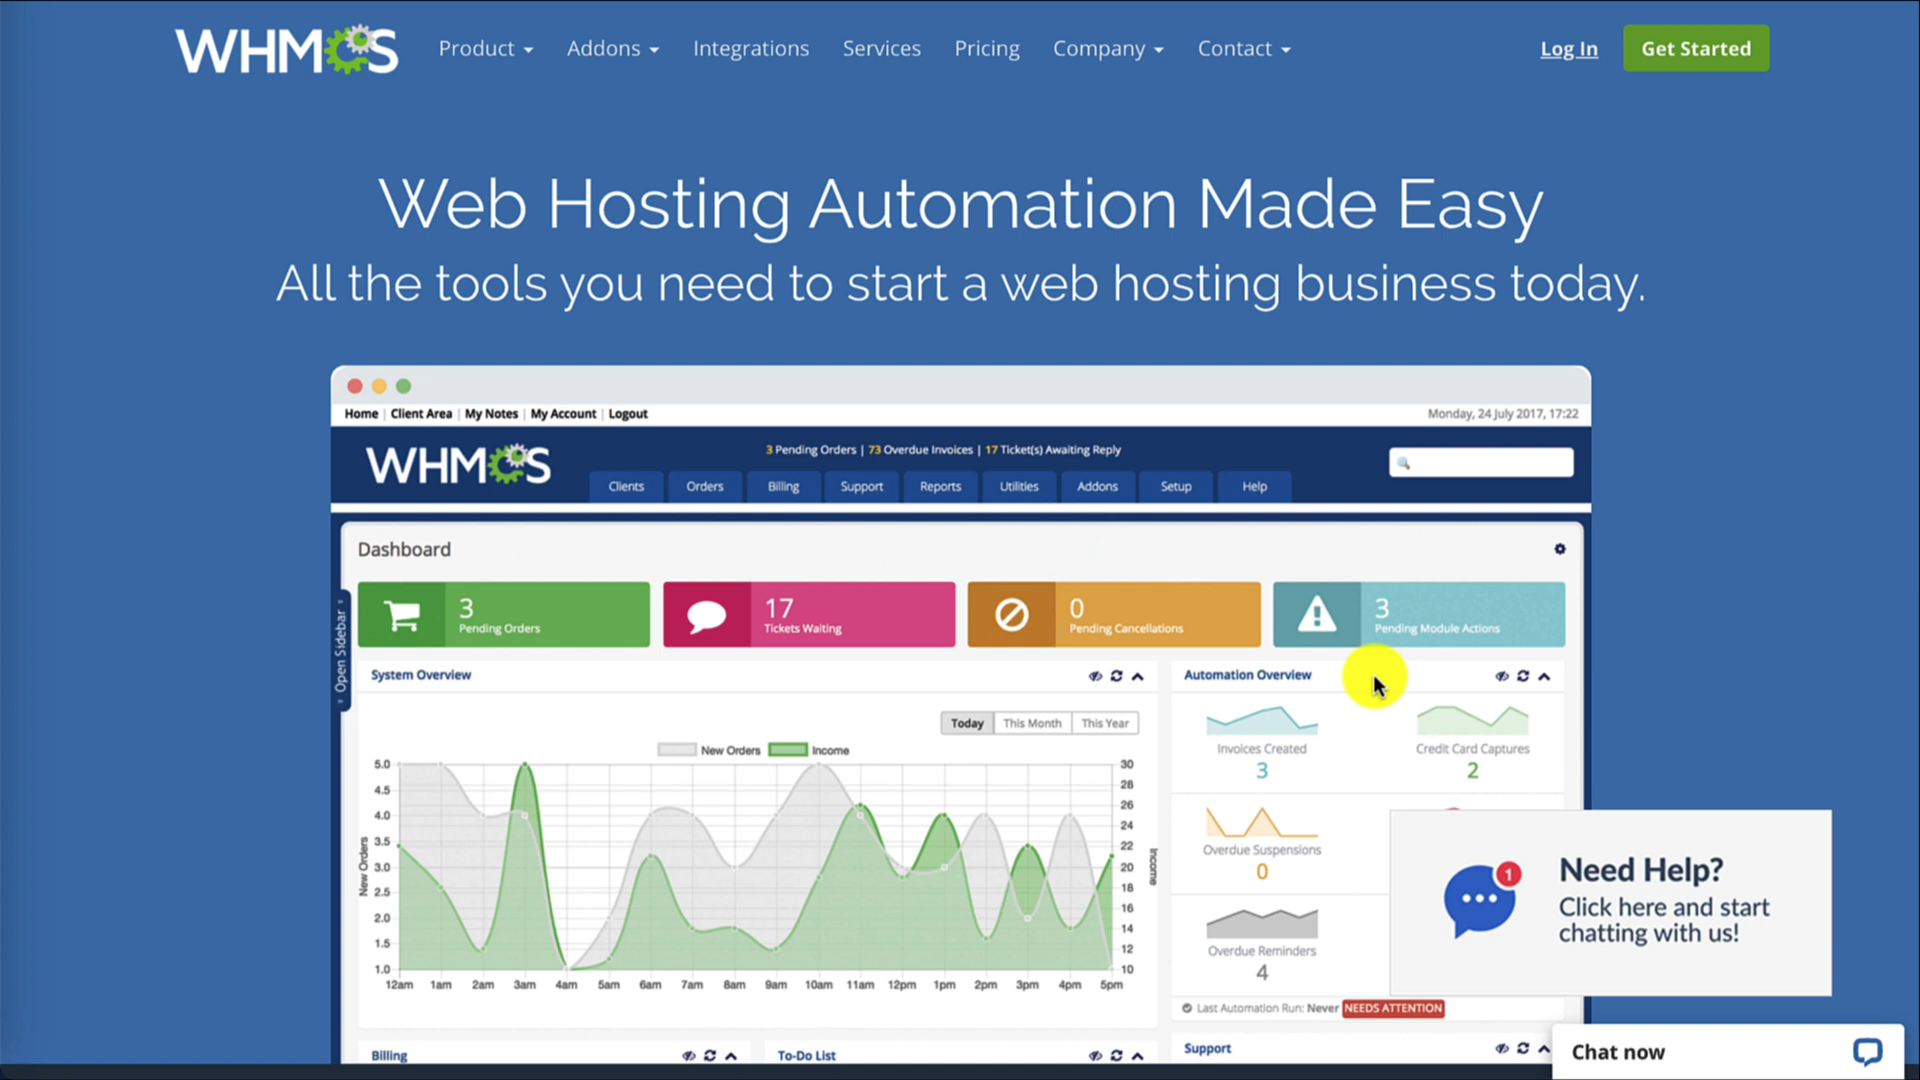 WHMCS
Product
Addons
Integrations
Services
Pricing
Company
Contact
Log In
Get Started
Web Hosting Automation Made Easy
All the tools you need to start a web hosting business today.
Home | Client Area | My Notes | My Account | Logout
Monday, 24 July 2017, 17:22
WHMCS
3 Pending Orders | 73 Overdue Invoices | 17 Ticket(s) Awaiting Reply
Clients
Orders
Billing
Support
Reports
Utilities
Addons
Setup
Help
Dashboard
» Open Sidebar »
3
Pending Orders
17
Tickets Waiting
0
Pending Cancellations
3
Pending Module Actions
System Overview
Today
This Month
This Year
New Orders
Income
5.0
4.5
4.0
3.5
3.0
2.5
2.0
1.5
1.0
New Orders
30
28
26
24
22
20
18
16
14
12
10
Income
12am 1am 2am 3am 4am 5am 6am 7am 8am 9am 10am 11am 12pm 1pm 2pm 3pm 4pm 5pm
Automation Overview
Invoices Created
3
Credit Card Captures
2
Overdue Suspensions
0
Overdue Reminders
4
Last Automation Run: Never NEEDS ATTENTION
Billing
To-Do List
Support
1
Need Help?
Click here and start
chatting with us!
Chat now